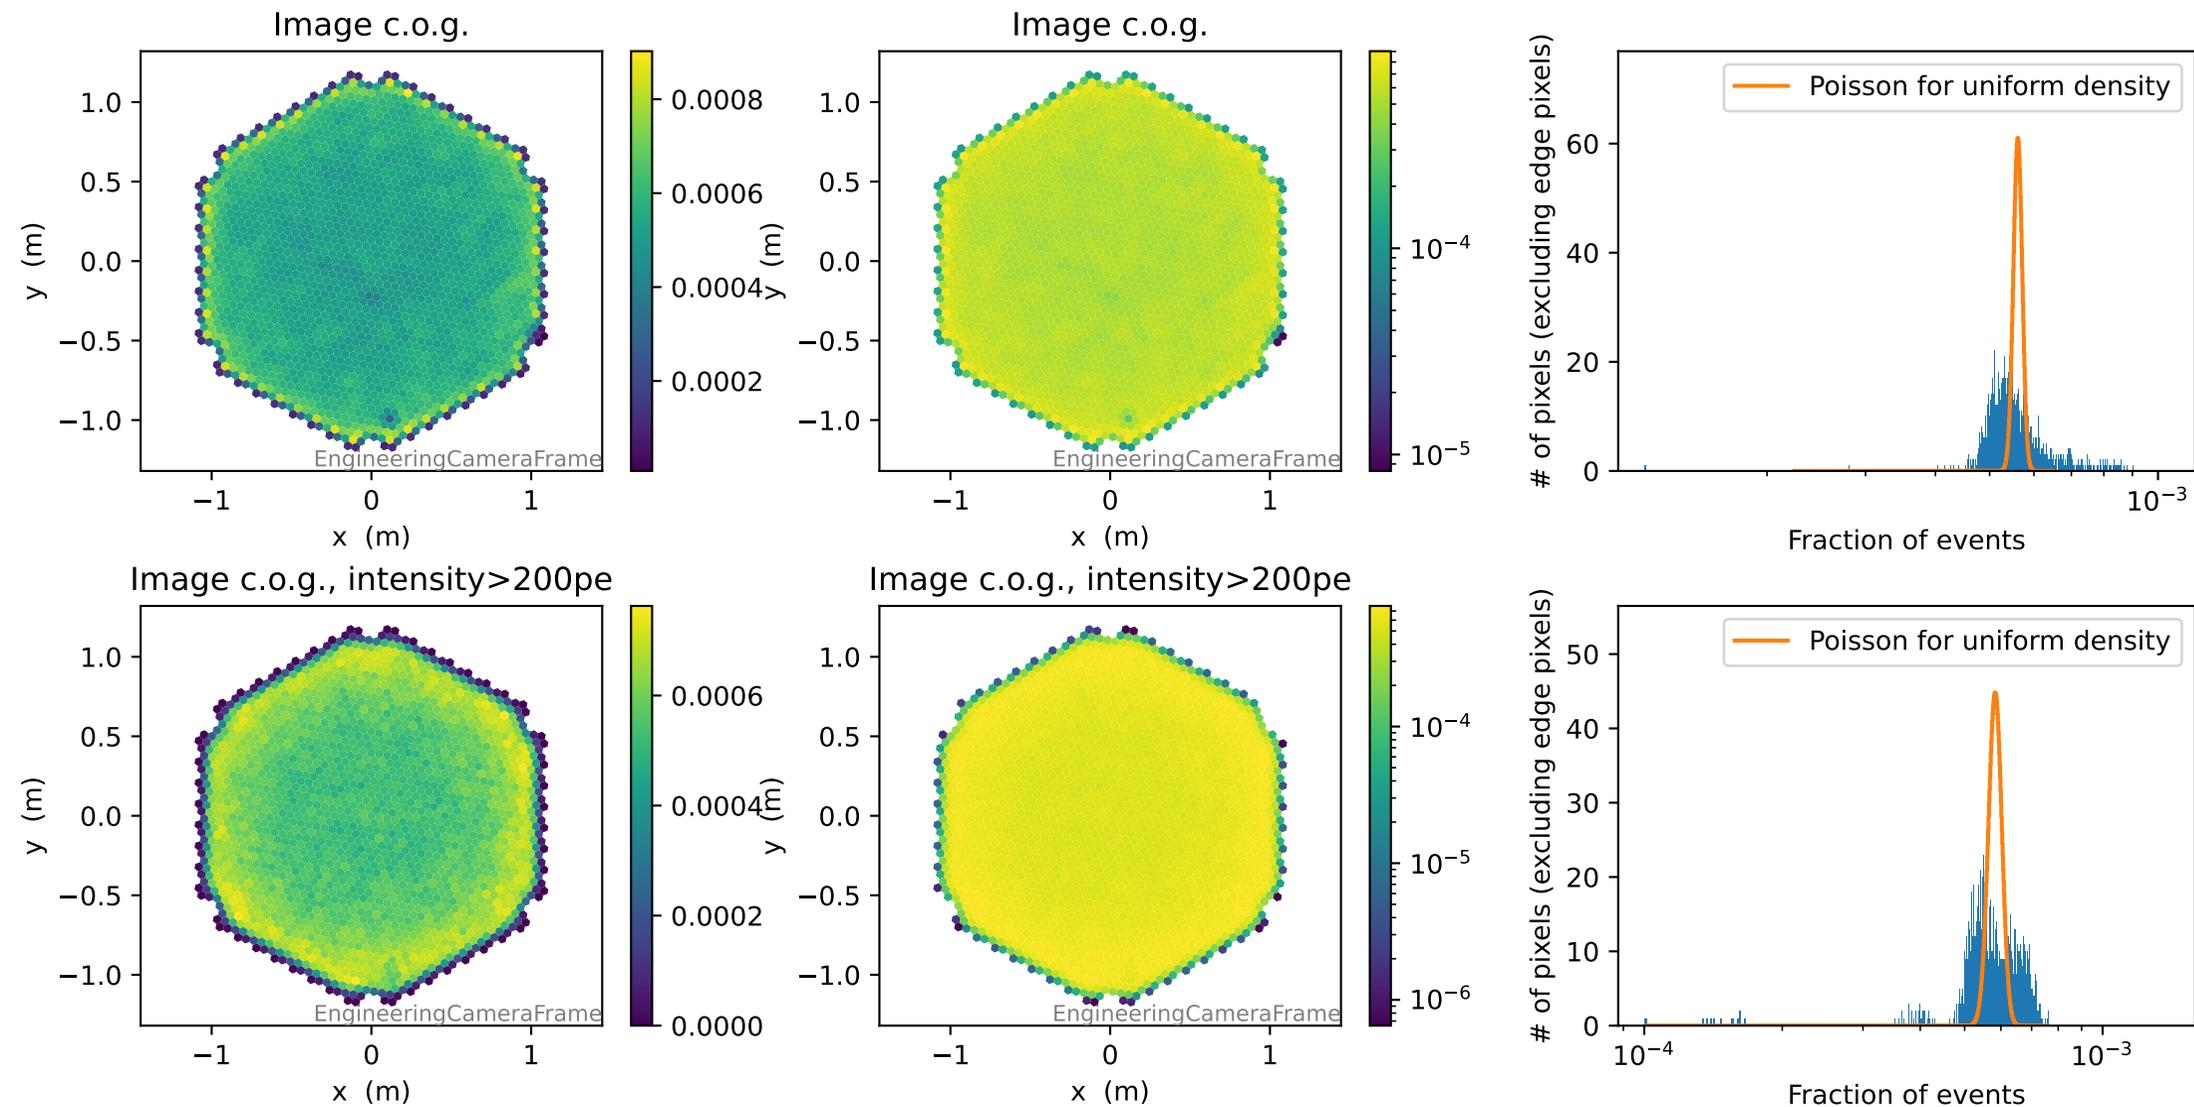 Image c.o.g.
1.0
0.5
0.0
−0.5
−1.0
y (m)
−1 0 1
x (m)
EngineeringCameraFrame
0.0008
0.0006
0.0004
0.0002
Image c.o.g.
1.0
0.5
0.0
−0.5
−1.0
y (m)
−1 0 1
x (m)
EngineeringCameraFrame
10−4
10−5
# of pixels (excluding edge pixels)
60
40
20
0
Poisson for uniform density
10−3
Fraction of events
Image c.o.g., intensity>200pe
1.0
0.5
0.0
−0.5
−1.0
y (m)
−1 0 1
x (m)
EngineeringCameraFrame
0.0006
0.0004
0.0002
0.0000
Image c.o.g., intensity>200pe
1.0
0.5
0.0
−0.5
−1.0
y (m)
−1 0 1
x (m)
EngineeringCameraFrame
10−4
10−5
10−6
# of pixels (excluding edge pixels)
50
40
30
20
10
0
Poisson for uniform density
10−4 10−3
Fraction of events